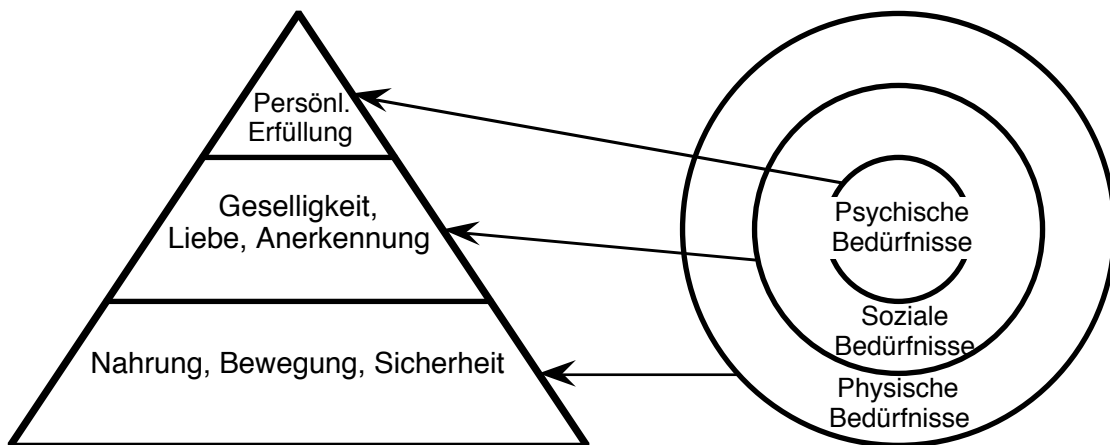 Persönl.
Erfüllung
Geselligkeit,
Liebe, Anerkennung
Nahrung, Bewegung, Sicherheit
Psychische
Bedürfnisse
Soziale
Bedürfnisse
Physische
Bedürfnisse